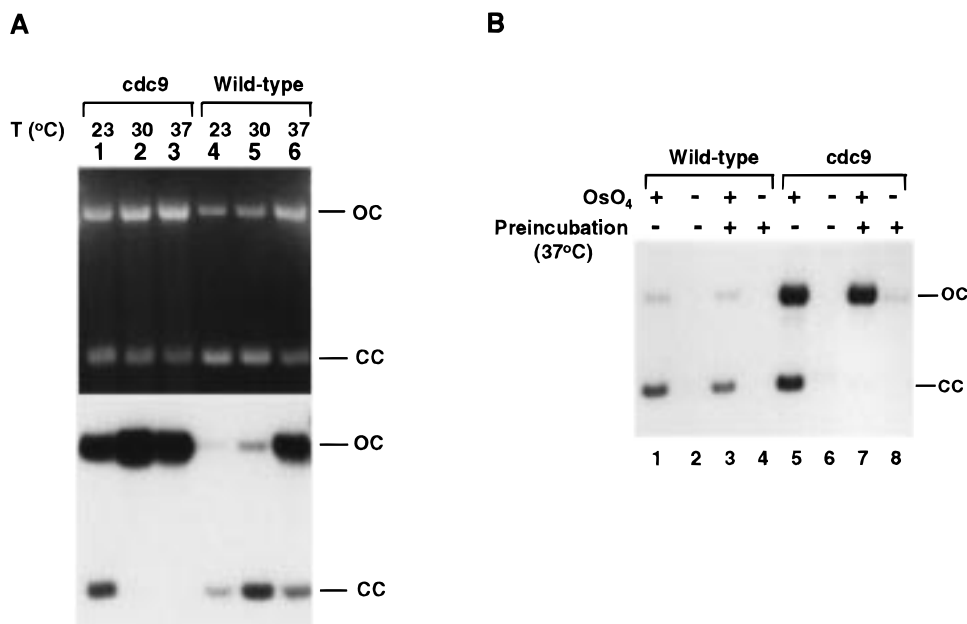 A
cdc9 Wild-type
T (°C) 23 30 37 23 30 37
1 2 3 4 5 6
OC
CC
OC
CC
B
Wild-type cdc9
OsO4 + - + - + - + -
Preincubation - - + + - - + +
(37°C)
OC
CC
1 2 3 4 5 6 7 8